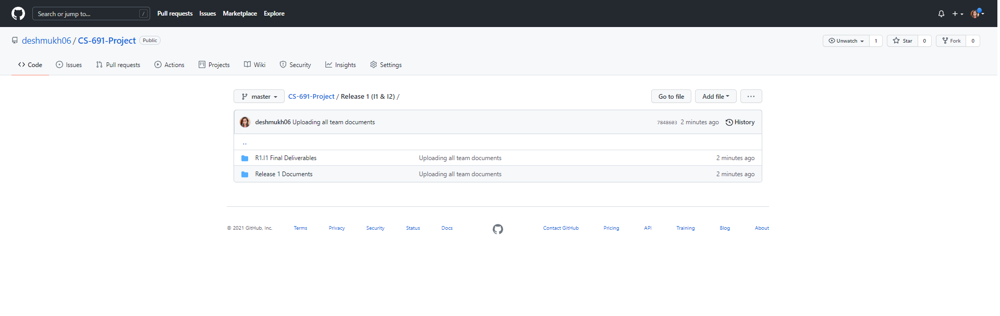 Search or jump to... / Pull requests Issues Marketplace Explore
deshmukh06 / CS-691-Project Public Unwatch 1 Star 0 Fork 0
Code Issues Pull requests Actions Projects Wiki Security Insights Settings
master CS-691-Project / Release 1 (I1 & I2) / Go to file Add file ...
deshmukh06 Uploading all team documents 7848603 2 minutes ago History
..
R1.I1 Final Deliverables Uploading all team documents 2 minutes ago
Release 1 Documents Uploading all team documents 2 minutes ago
© 2021 GitHub, Inc. Terms Privacy Security Status Docs Contact GitHub Pricing API Training Blog About